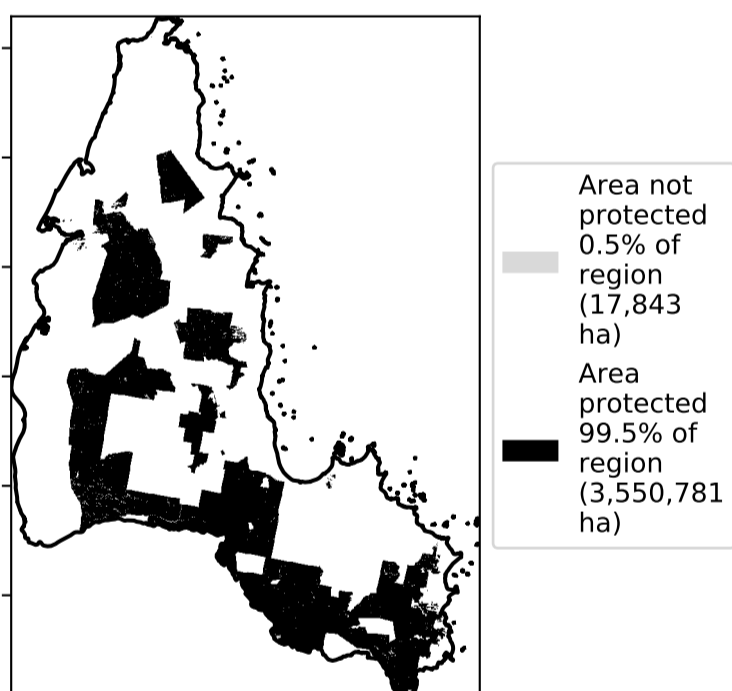 Area not
protected
0.5% of
region
(17,843
ha)
Area
protected
99.5% of
region
(3,550,781
ha)